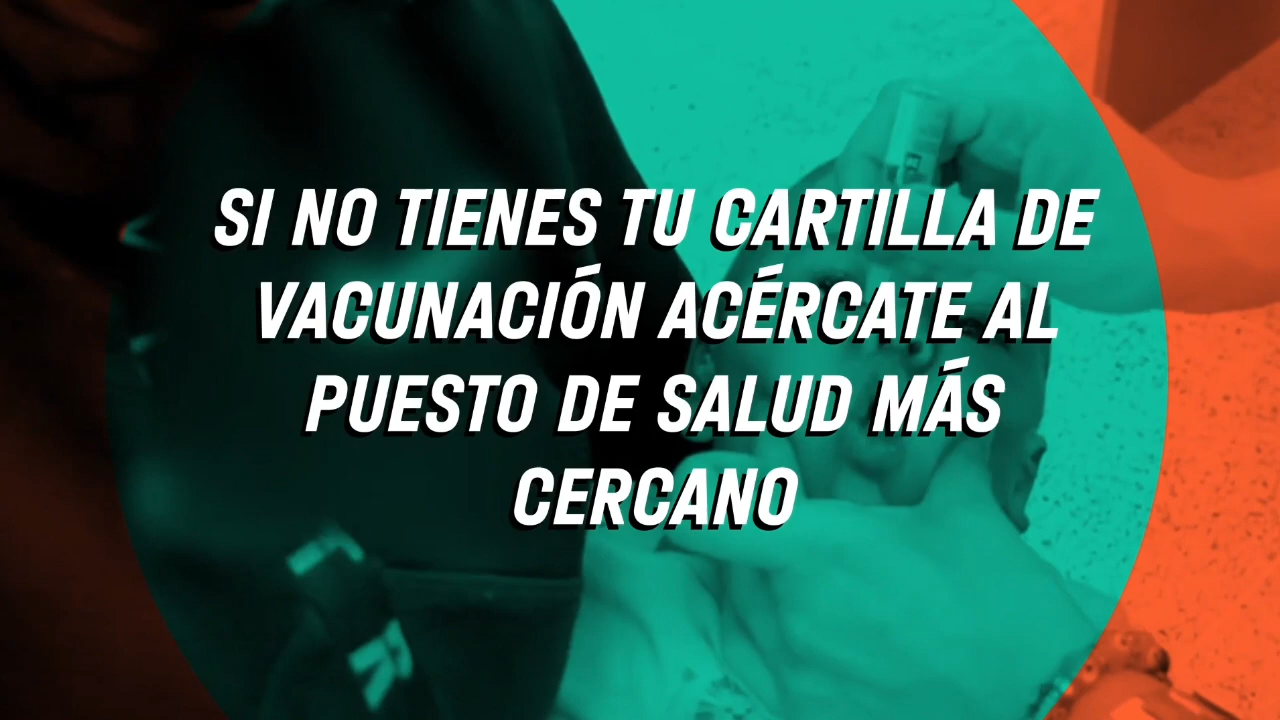 SI NO TIENES TU CARTILLA DE
VACUNACIÓN ACÉRCATE AL
PUESTO DE SALUD MÁS
CERCANO